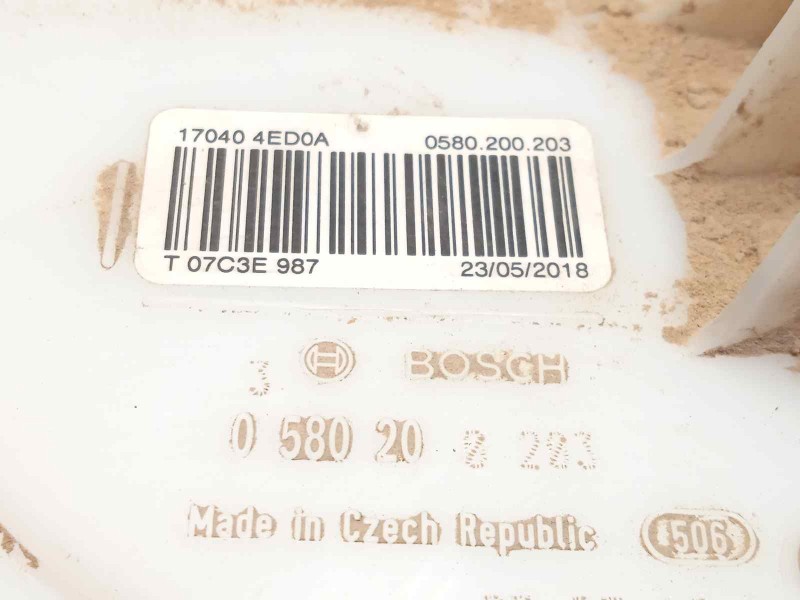 17040 4ED0A 0580.200.203
T 07C3E 987 23/05/2018
J H BOSCH
0 580 20
Made in Czech Republic 506